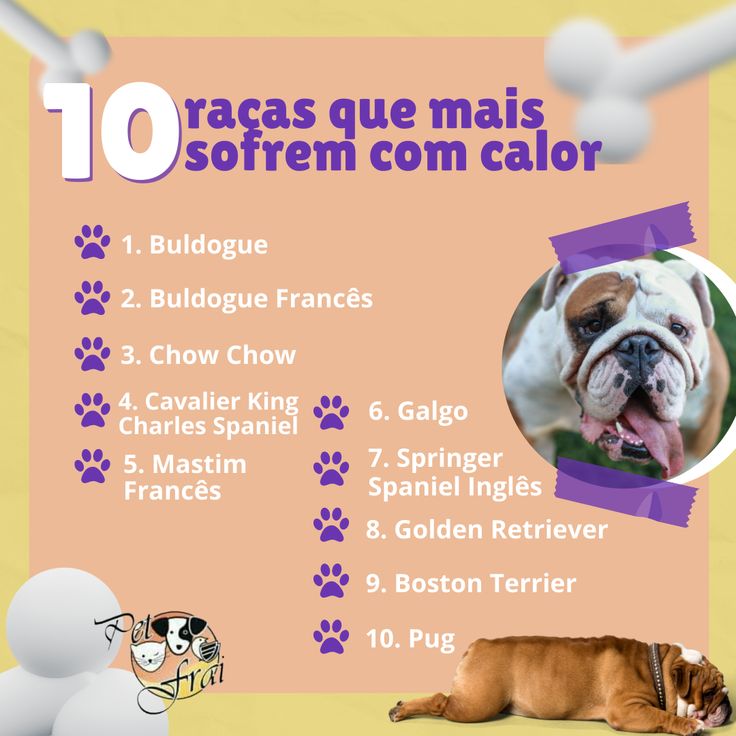 10 raças que mais
sofrem com calor
1. Buldogue
2. Buldogue Francês
3. Chow Chow
4. Cavalier King
Charles Spaniel
5. Mastim
Francês
6. Galgo
7. Springer
Spaniel Inglês
8. Golden Retriever
9. Boston Terrier
10. Pug
Pet
Frai